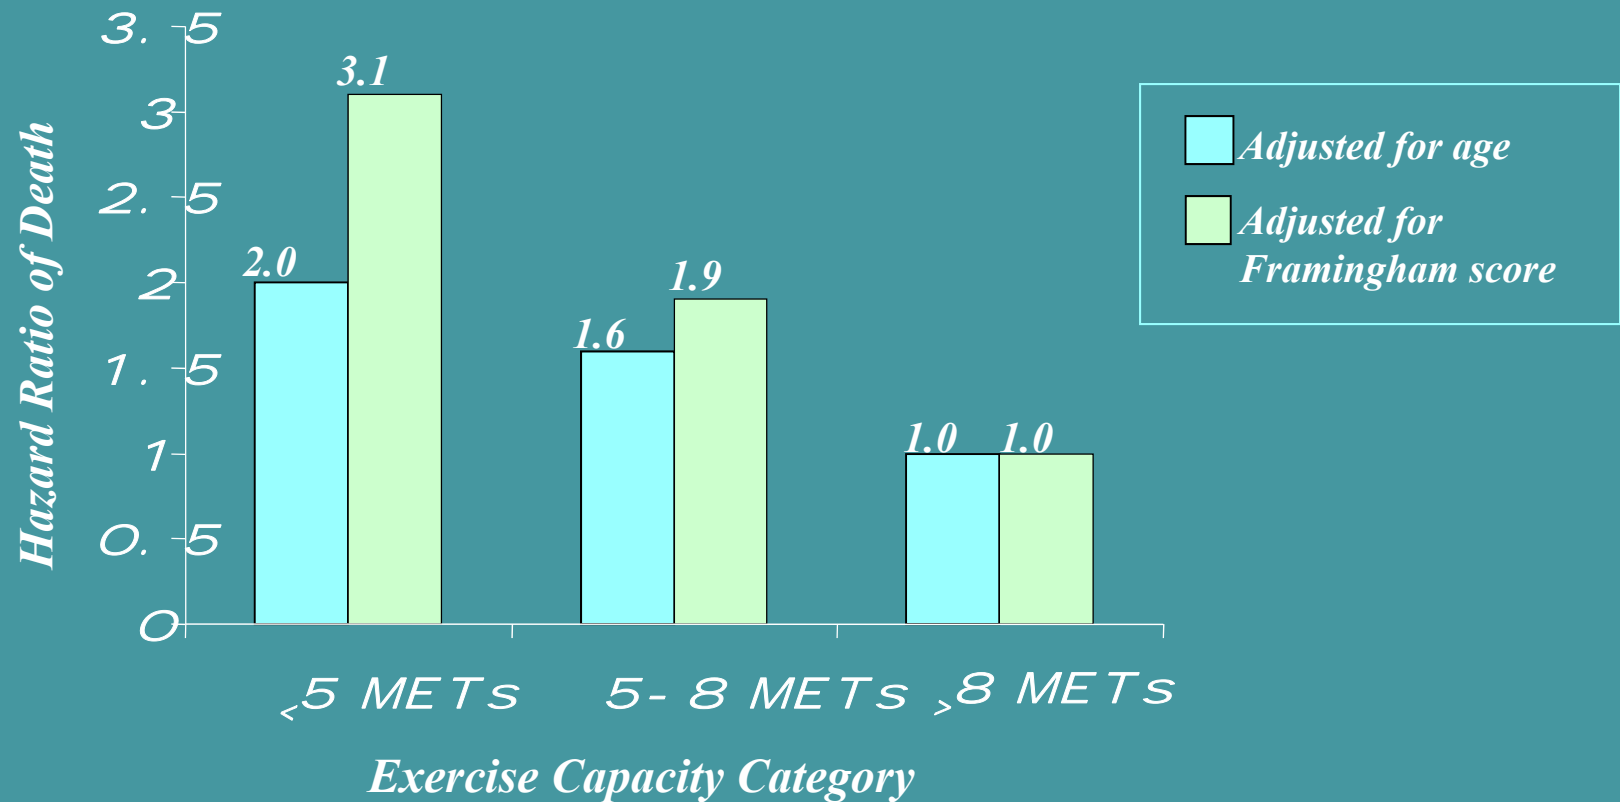 3.5
3
2.5
2
1.5
1
0.5
0
Hazard Ratio of Death
2.0
3.1
1.6
1.9
1.0
1.0
<5 METs
5-8 METs
>8 METs
Exercise Capacity Category
Adjusted for age
Adjusted for
Framingham score